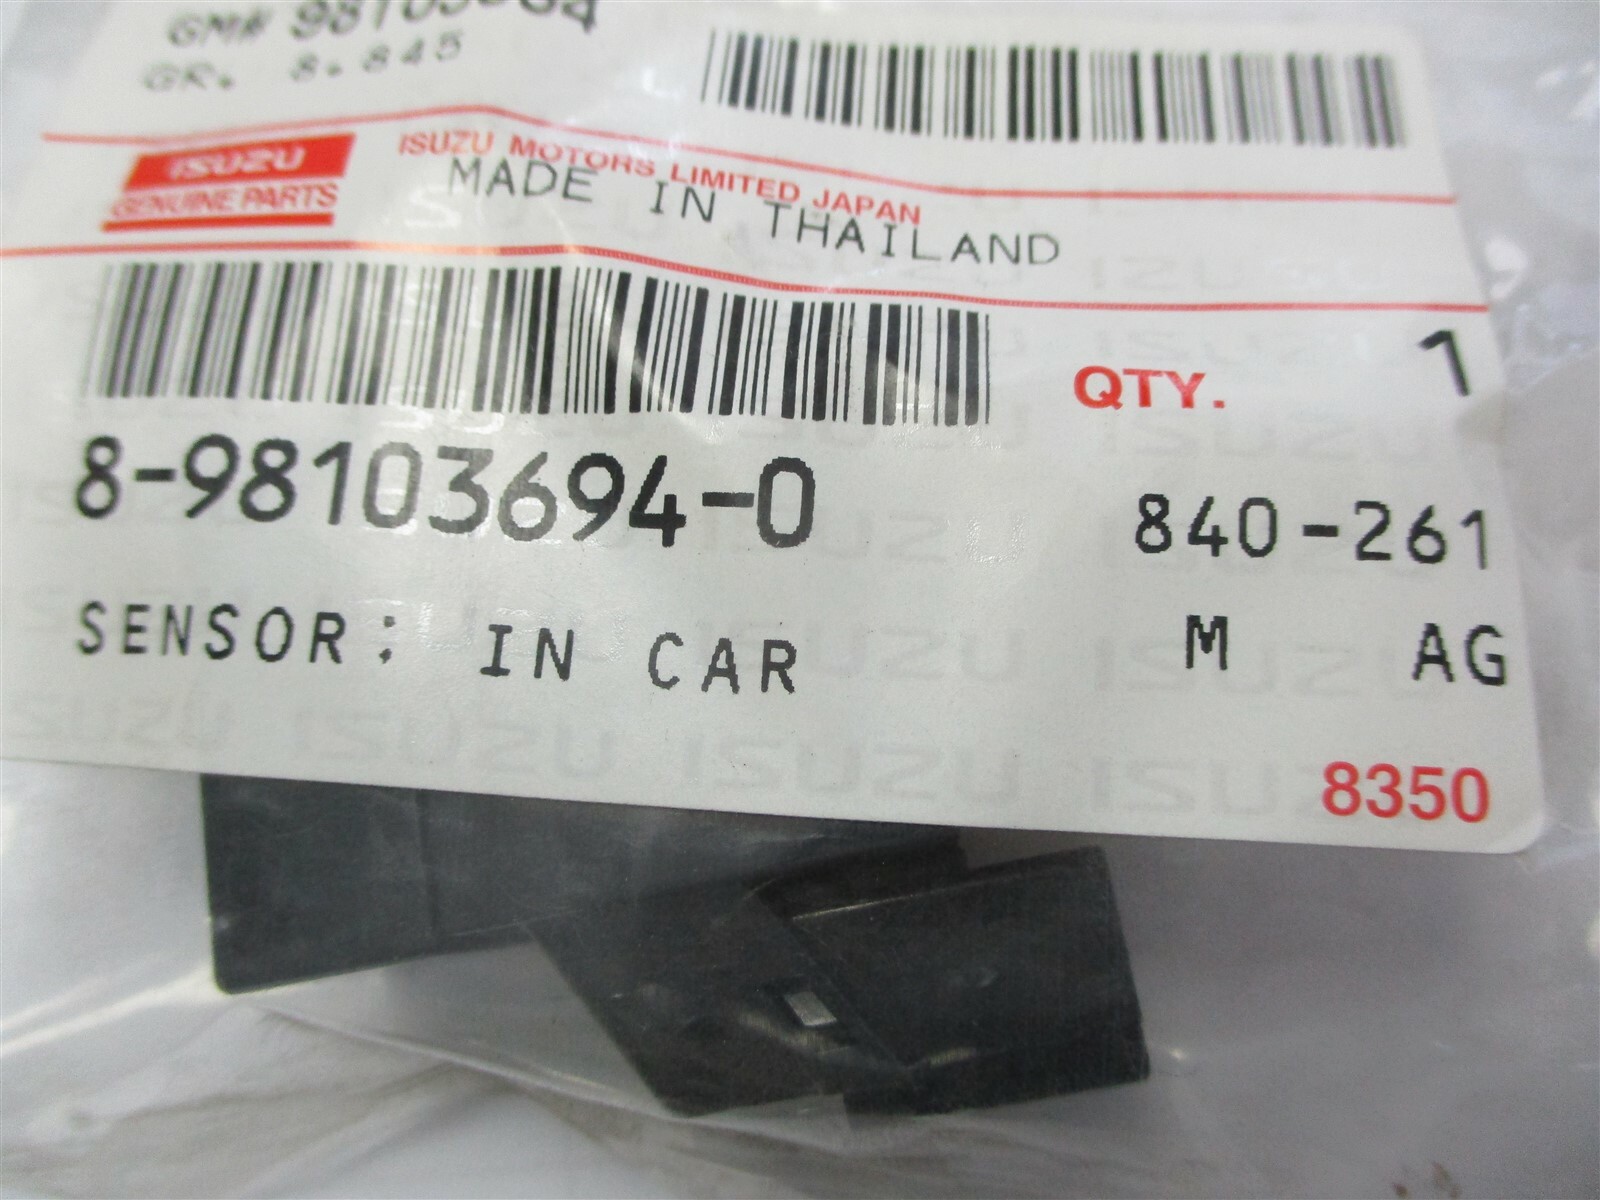 GM#
GR. 8.845
ISUZU
GENUINE PARTS
ISUZU MOTORS LIMITED JAPAN
MADE IN THAILAND
QTY. 1
8-98103694-0 840-261
SENSOR: IN CAR M AG
8350